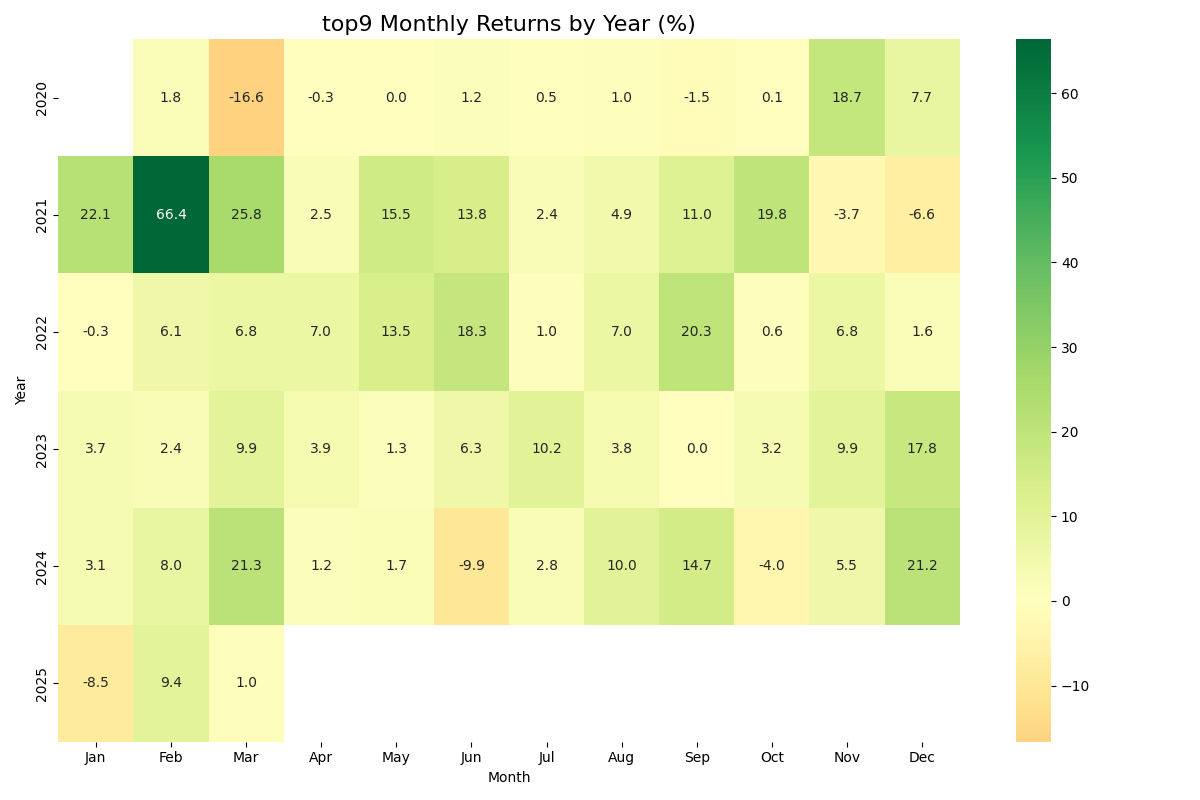 top9 Monthly Returns by Year (%)
2020 1.8 -16.6 -0.3 0.0 1.2 0.5 1.0 -1.5 0.1 18.7 7.7
2021 22.1 66.4 25.8 2.5 15.5 13.8 2.4 4.9 11.0 19.8 -3.7 -6.6
2022 -0.3 6.1 6.8 7.0 13.5 18.3 1.0 7.0 20.3 0.6 6.8 1.6
2023 3.7 2.4 9.9 3.9 1.3 6.3 10.2 3.8 0.0 3.2 9.9 17.8
2024 3.1 8.0 21.3 1.2 1.7 -9.9 2.8 10.0 14.7 -4.0 5.5 21.2
2025 -8.5 9.4 1.0
Jan Feb Mar Apr May Jun Jul Aug Sep Oct Nov Dec
Month
Year
60
50
40
30
20
10
0
−10